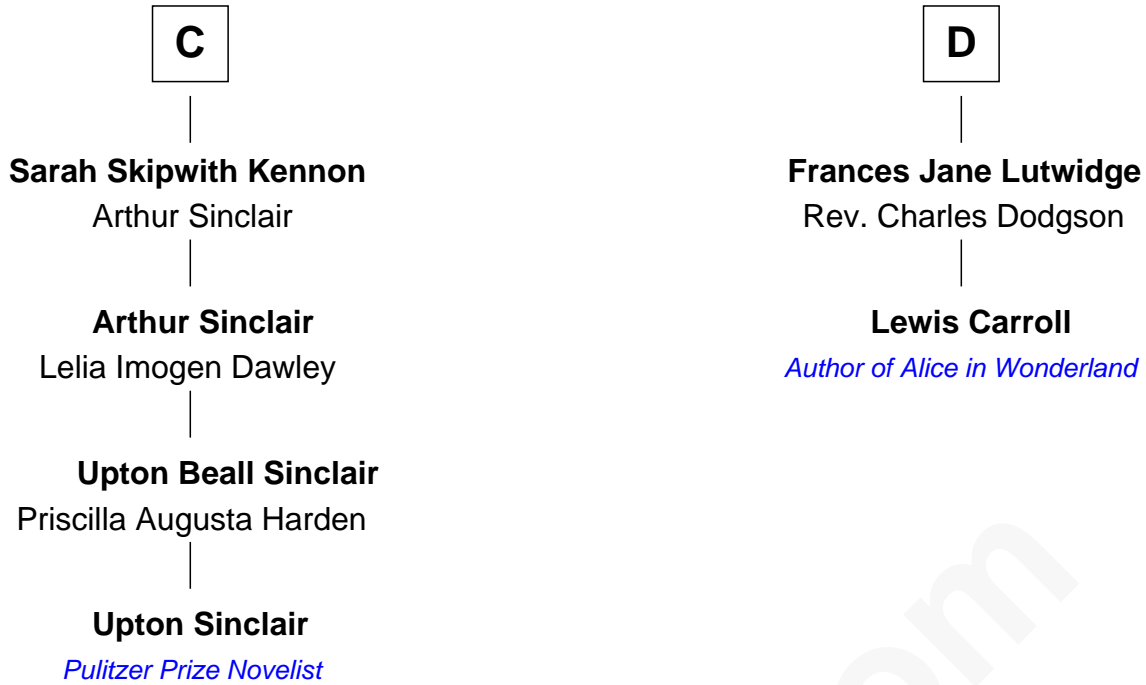 C
Sarah Skipwith Kennon
Arthur Sinclair
Arthur Sinclair
Lelia Imogen Dawley
Upton Beall Sinclair
Priscilla Augusta Harden
Upton Sinclair
Pulitzer Prize Novelist
D
Frances Jane Lutwidge
Rev. Charles Dodgson
Lewis Carroll
Author of Alice in Wonderland
om